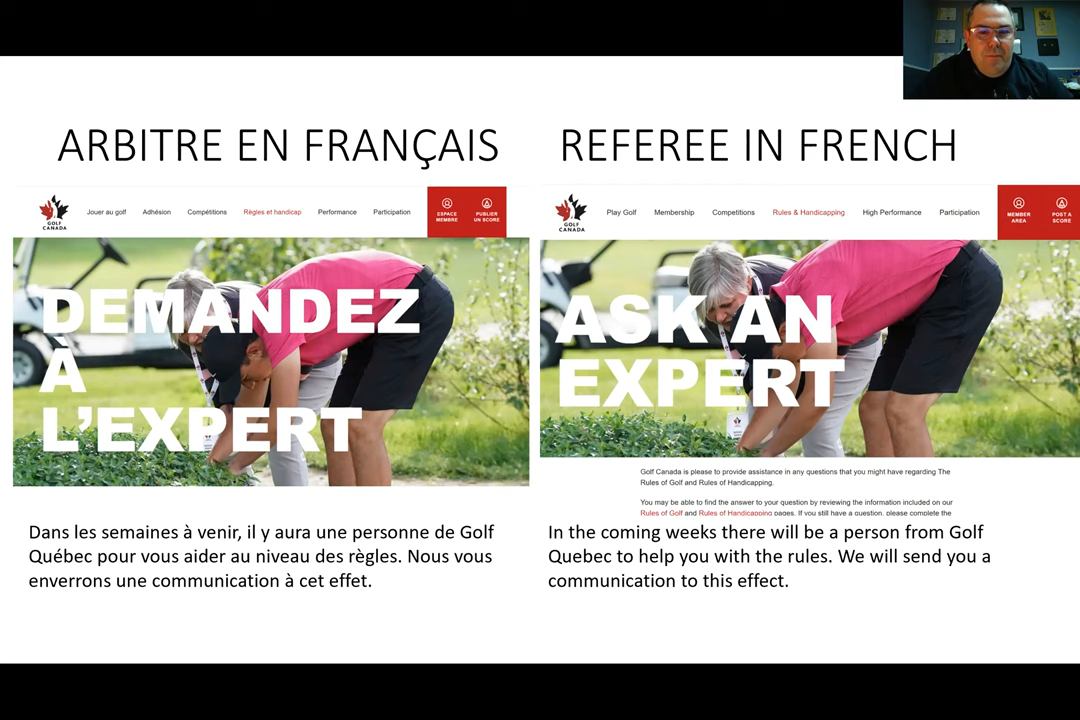 ARBITRE EN FRANÇAIS
GOLF
CANADA
Jouer au golf
Adhésion
Compétitions
Règles et handicap
Performance
Participation
ESPACE
MEMBRE
PUBLIER
UN SCORE
DEMANDEZ
À
L'EXPERT
Dans les semaines à venir, il y aura une personne de Golf
Québec pour vous aider au niveau des règles. Nous vous
enverrons une communication à cet effet.
REFEREE IN FRENCH
GOLF
CANADA
Play Golf
Membership
Competitions
Rules & Handicapping
High Performance
Participation
MEMBER
AREA
POST A
SCORE
ASK AN
EXPERT
Golf Canada is please to provide assistance in any questions that you might have regarding The
Rules of Golf and Rules of Handicapping.
You may be able to find the answer to your question by reviewing the information included on our
Rules of Golf and Rules of Handicapping pages. If you still have a question, please complete the
In the coming weeks there will be a person from Golf
Quebec to help you with the rules. We will send you a
communication to this effect.